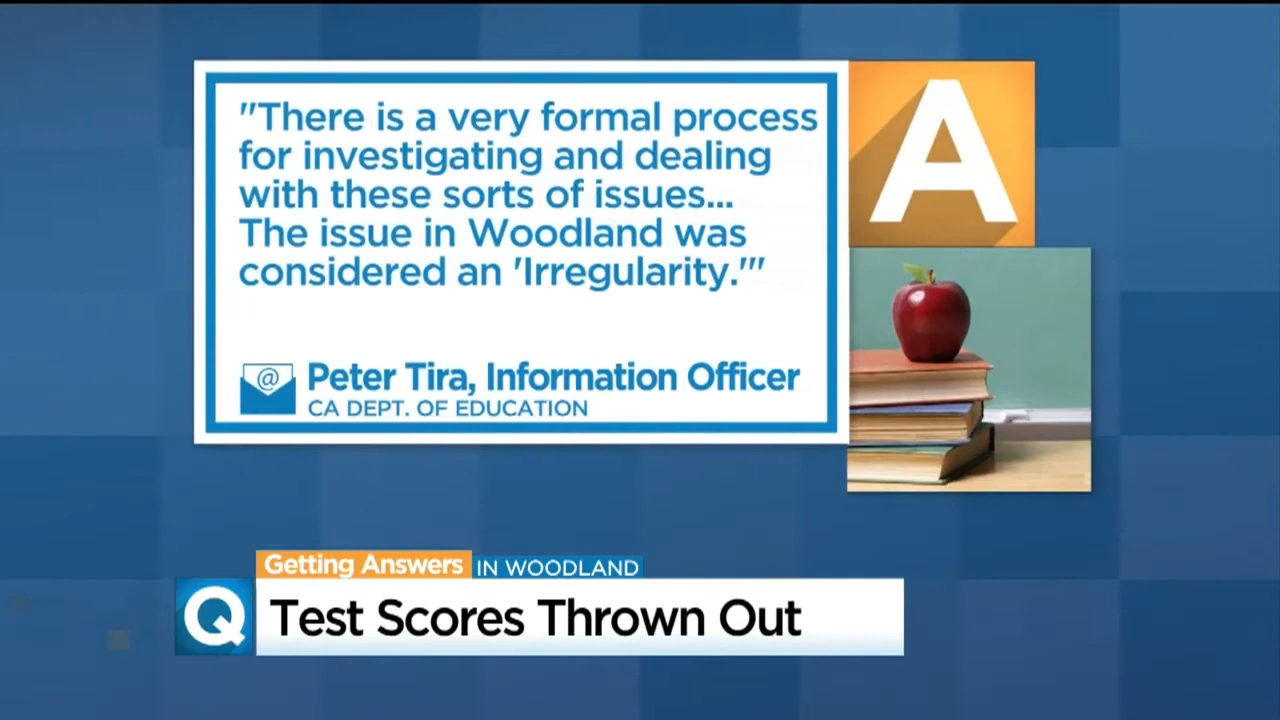 "There is a very formal process
for investigating and dealing
with these sorts of issues...
The issue in Woodland was
considered an 'Irregularity.'"
@ Peter Tira, Information Officer
CA DEPT. OF EDUCATION
A
Getting Answers IN WOODLAND
Q Test Scores Thrown Out